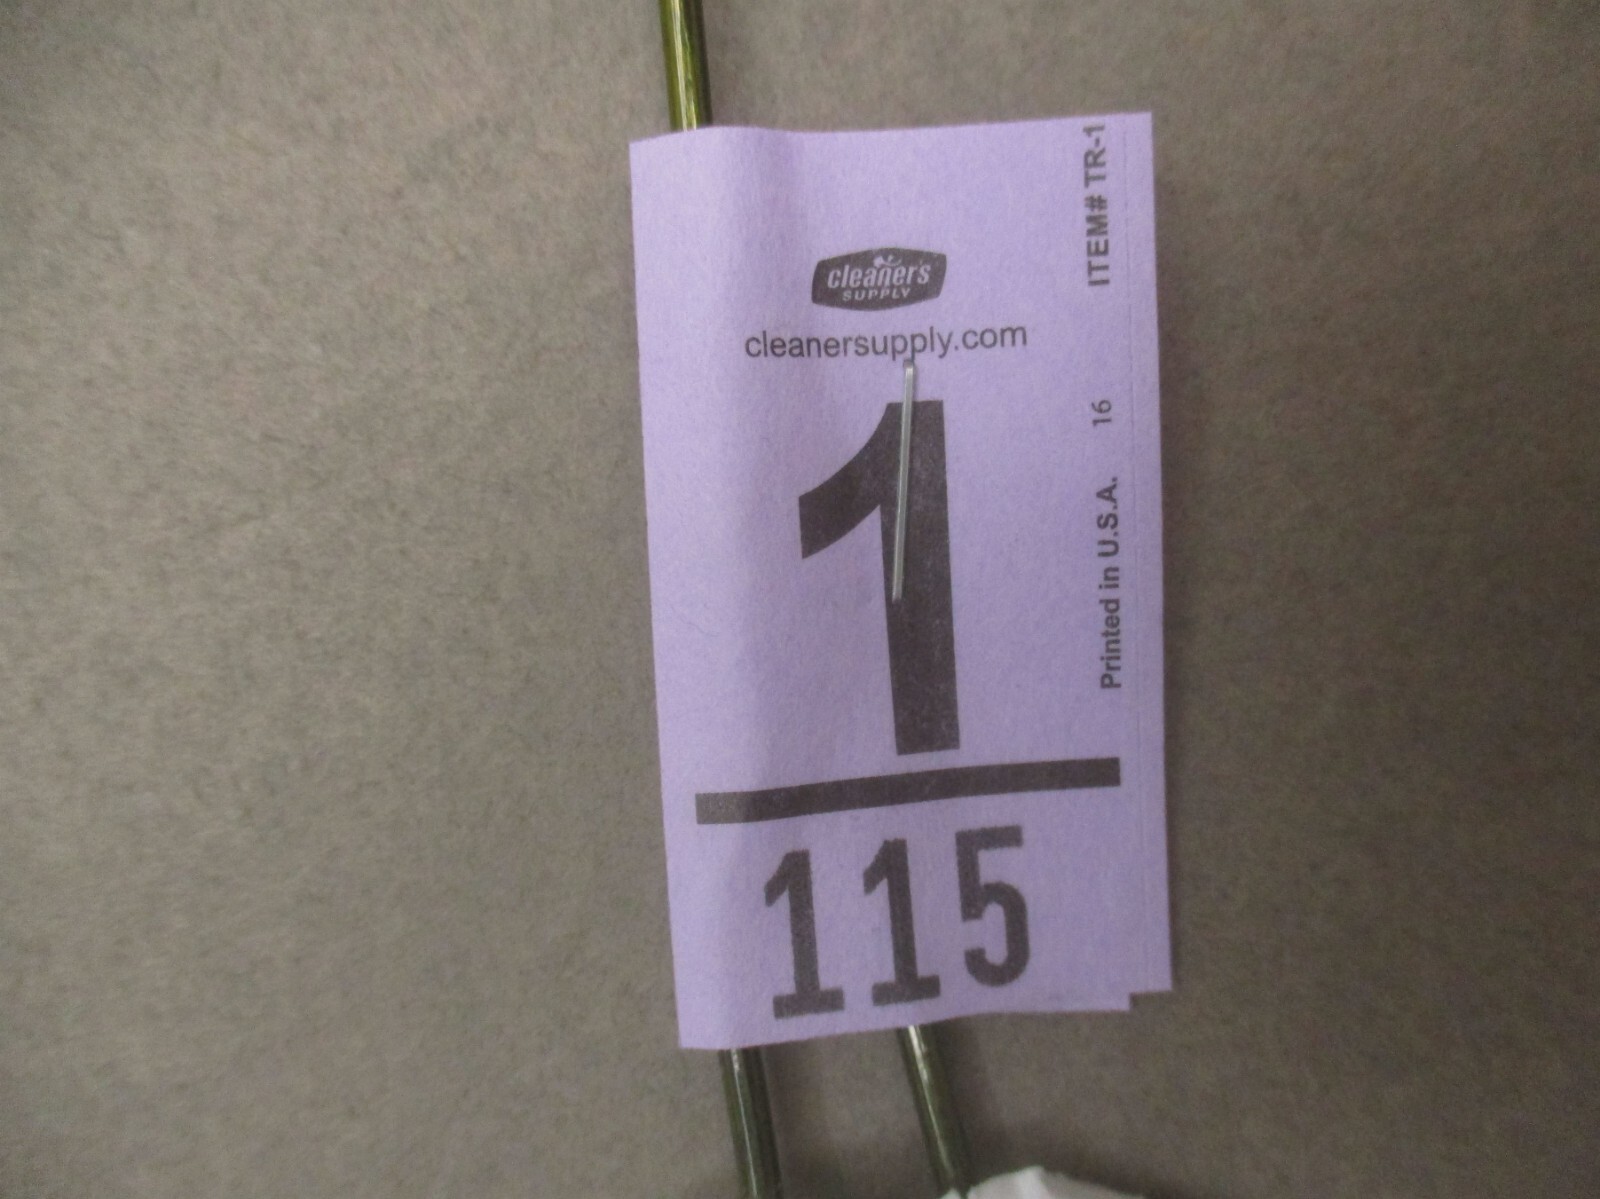 cleaner's
SUPPLY
cleanersupply.com
1
115
ITEM# TR-1
16
Printed in U.S.A.